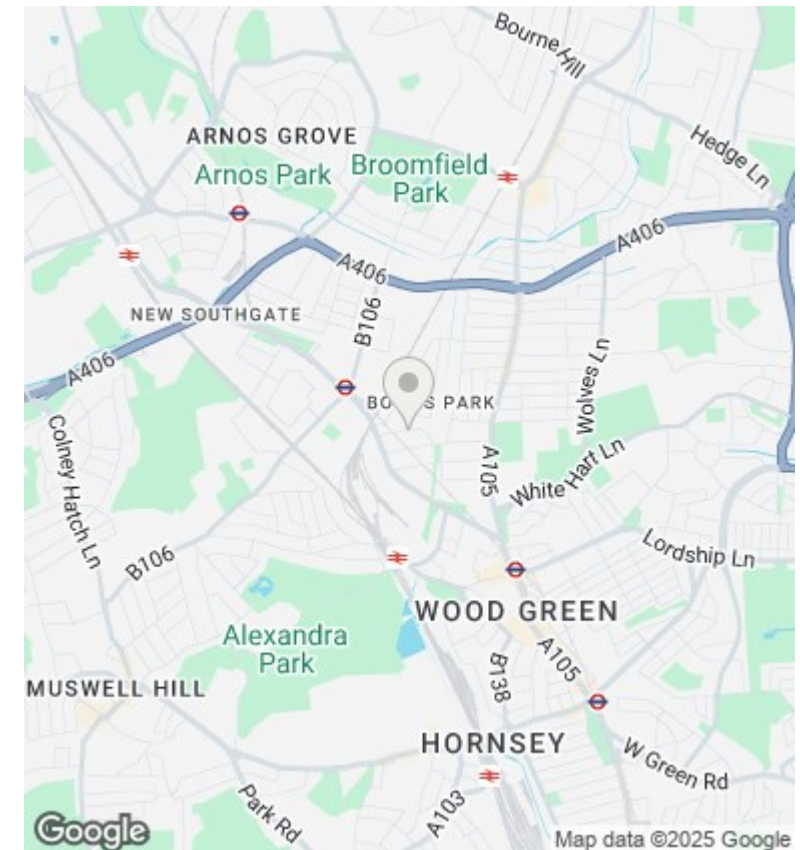 Bourne Hill
ARNOS GROVE
Arnos Park
Broomfield
Park
Hedge Ln
A406
A406
NEW SOUTHGATE
B106
A406
Wolves Ln
Colney Hatch Ln
A105
White Hart Ln
B106
Lordship Ln
WOOD GREEN
Alexandra
Park
A105
B138
MUSWELL HILL
HORNSEY
W Green Rd
Park Rd
A103
Google
Map data ©2025 Google